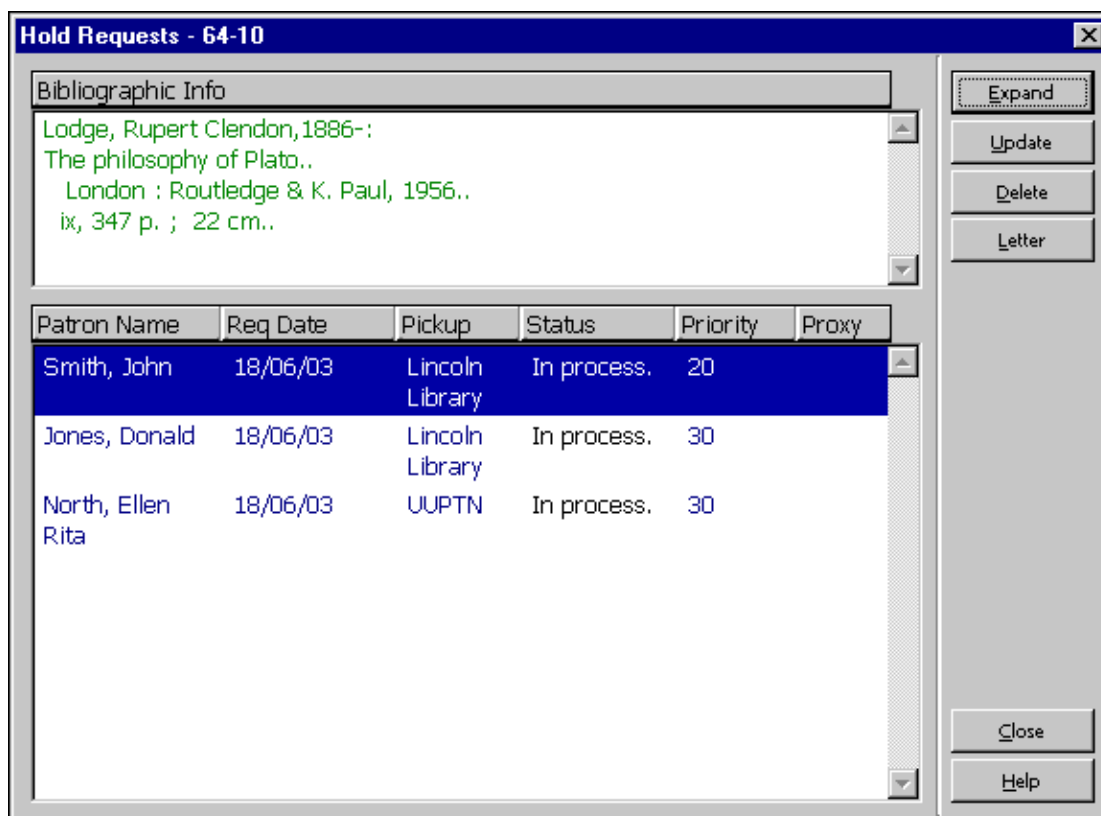 Hold Requests - 64-10
Bibliographic Info
Lodge, Rupert Clendon,1886-:
The philosophy of Plato..
London : Routledge & K. Paul, 1956..
ix, 347 p. ; 22 cm..
Expand
Update
Delete
Letter
Patron Name Req Date Pickup Status Priority Proxy
Smith, John 18/06/03 Lincoln In process. 20
Library
Jones, Donald 18/06/03 Lincoln In process. 30
Library
North, Ellen 18/06/03 UUPTN In process. 30
Rita
Close
Help